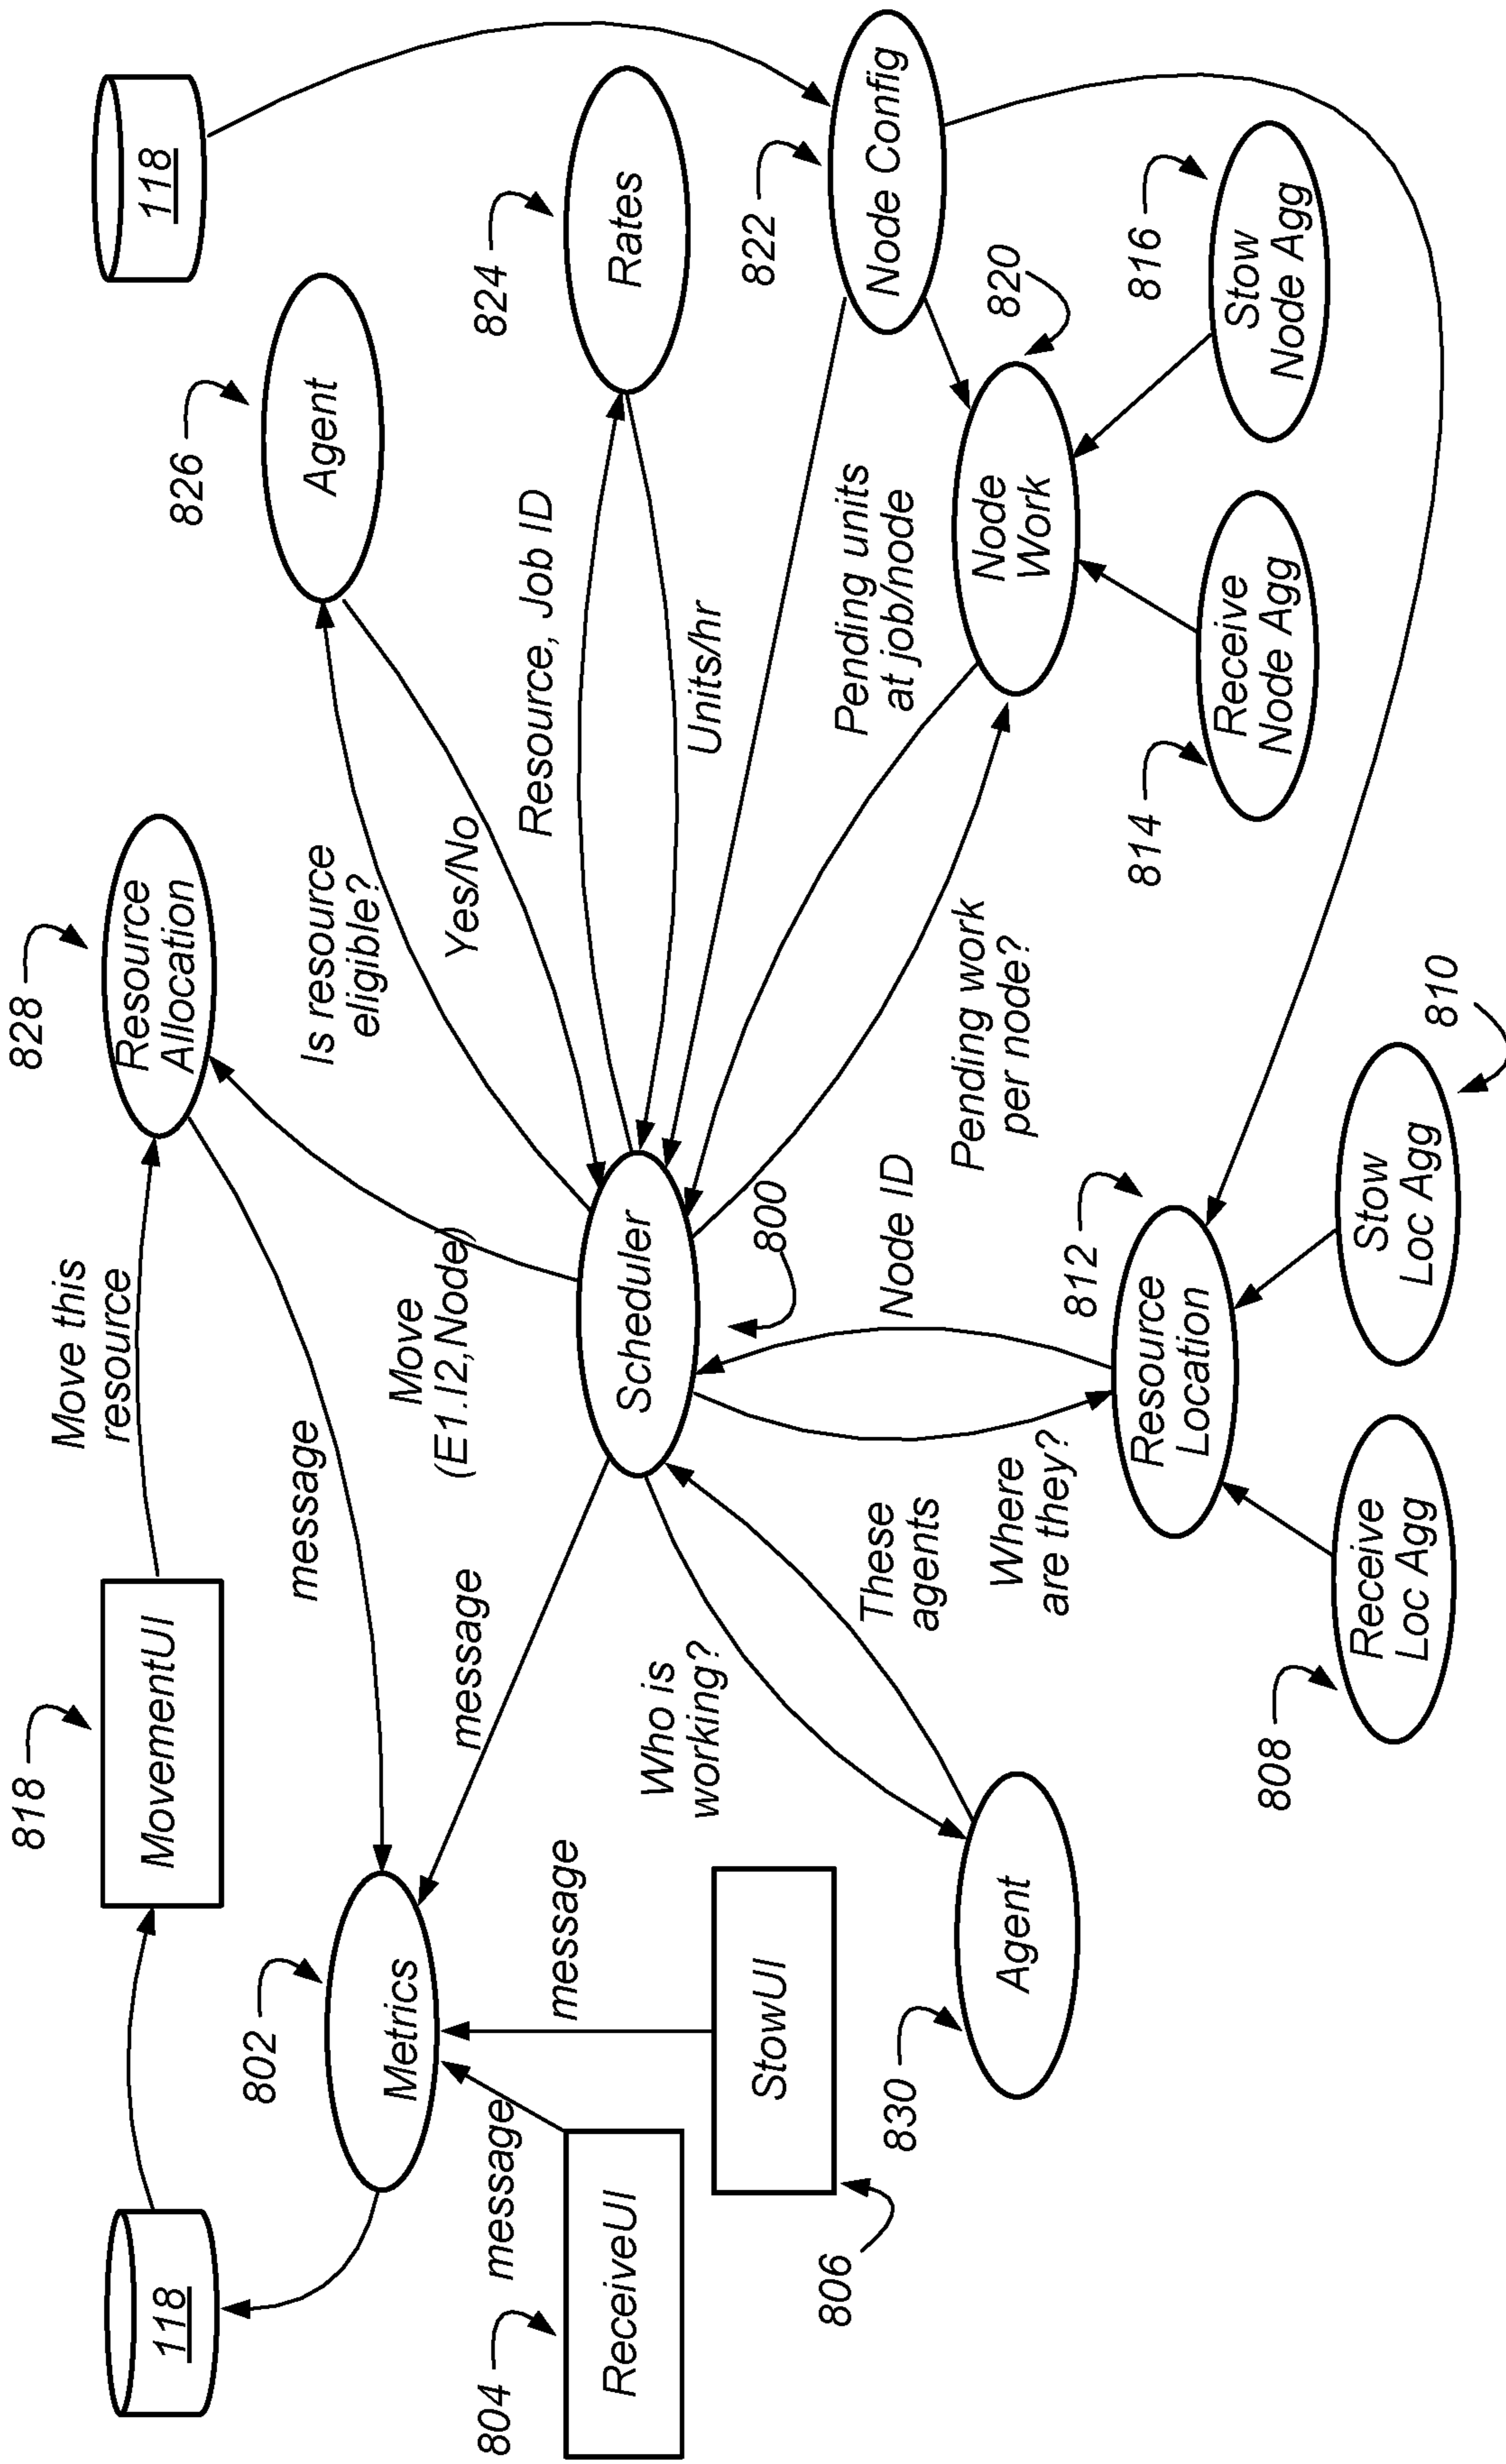 818
MovementUI
Move this
resource
828
Resource
Allocation
118
118
message
826
Agent
Is resource
eligible?
Yes/No
802
Metrics
Move
(E1.I2,Node)
message
824
Rates
Resource, Job ID
Units/hr
804
ReceiveUI
message
message
StowUI
806
Scheduler
800
Who is
working?
These
agents
830
Agent
Node ID
Where
are they?
822
Node Config
Pending units
at job/node
Pending work
per node?
820
Node
Work
812
Resource
Location
808
Receive
Loc Agg
810
Stow
Loc Agg
814
Receive
Node Agg
816
Stow
Node Agg